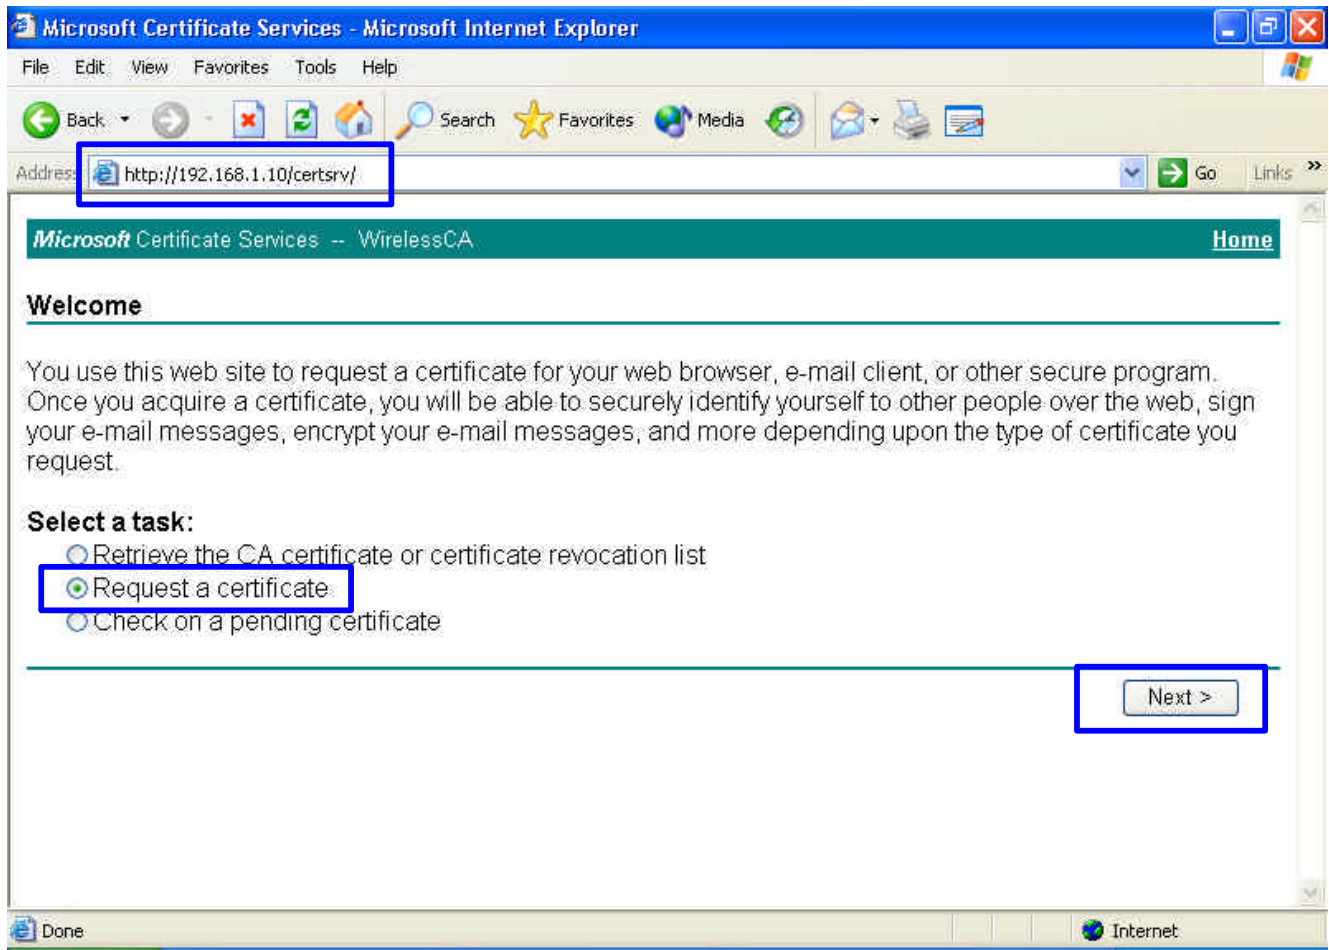 Microsoft Certificate Services - Microsoft Internet Explorer
File Edit View Favorites Tools Help
Back Search Favorites Media
Address http://192.168.1.10/certsrv/ Go Links »
Microsoft Certificate Services -- WirelessCA Home
Welcome
You use this web site to request a certificate for your web browser, e-mail client, or other secure program.
Once you acquire a certificate, you will be able to securely identify yourself to other people over the web, sign
your e-mail messages, encrypt your e-mail messages, and more depending upon the type of certificate you
request.
Select a task:
Retrieve the CA certificate or certificate revocation list
Request a certificate
Check on a pending certificate
Next >
Done Internet